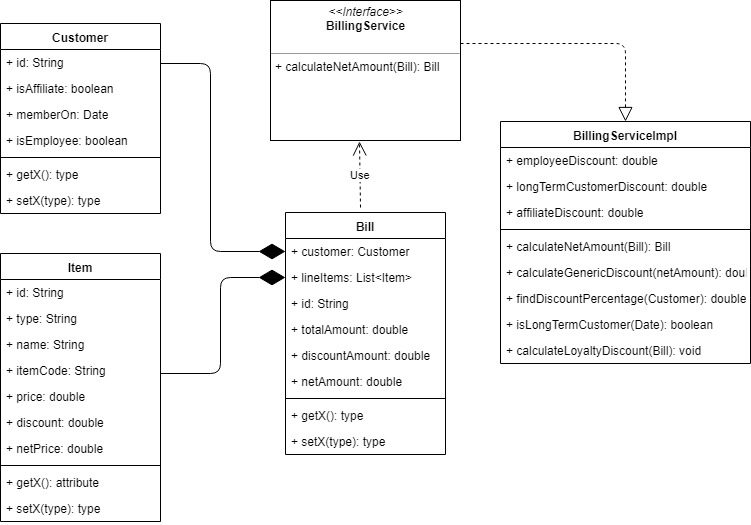 Customer
+ id: String
+ isAffiliate: boolean
+ memberOn: Date
+ isEmployee: boolean
+ getX(): type
+ setX(type): type
<<Interface>>
BillingService
+ calculateNetAmount(Bill): Bill
Use
BillingServiceImpl
+ employeeDiscount: double
+ longTermCustomerDiscount: double
+ affiliateDiscount: double
+ calculateNetAmount(Bill): Bill
+ calculateGenericDiscount(netAmount): doul
+ findDiscountPercentage(Customer): double
+ isLongTermCustomer(Date): boolean
+ calculateLoyaltyDiscount(Bill): void
Bill
+ customer: Customer
+ lineItems: List<Item>
+ id: String
+ totalAmount: double
+ discountAmount: double
+ netAmount: double
+ getX(): type
+ setX(type): type
Item
+ id: String
+ type: String
+ name: String
+ itemCode: String
+ price: double
+ discount: double
+ netPrice: double
+ getX(): attribute
+ setX(type): type